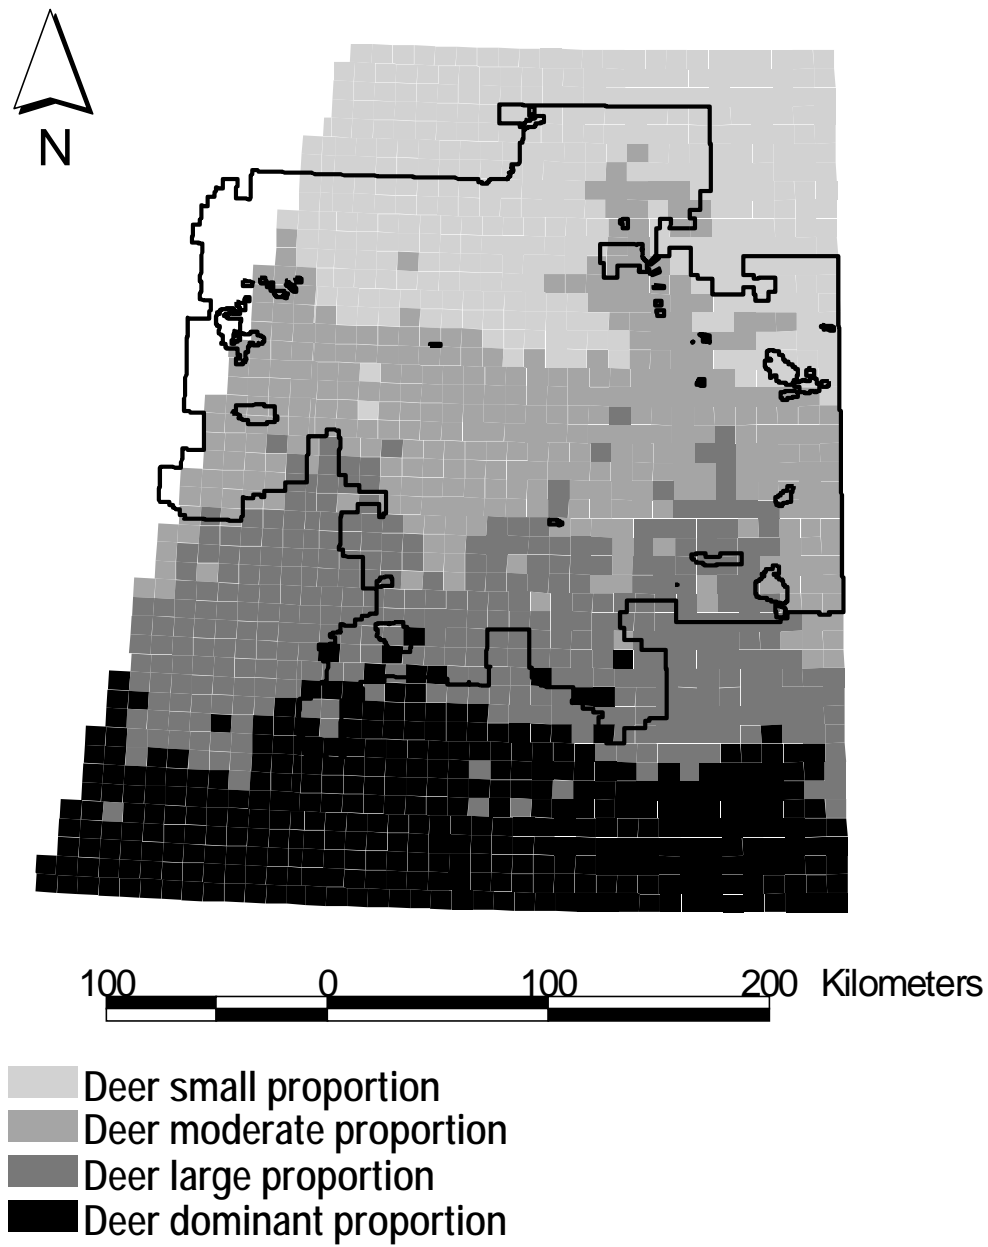 N
100 0 100 200 Kilometers
Deer small proportion
Deer moderate proportion
Deer large proportion
Deer dominant proportion